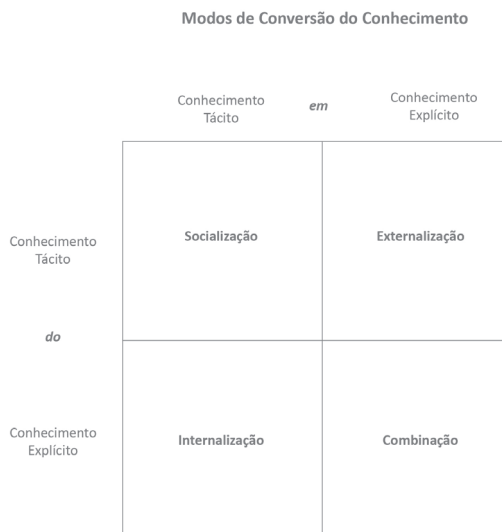 Modos de Conversão do Conhecimento
Conhecimento
Tácito
em
Conhecimento
Explícito
Conhecimento
Tácito
Socialização
Externalização
do
Conhecimento
Explícito
Internalização
Combinação